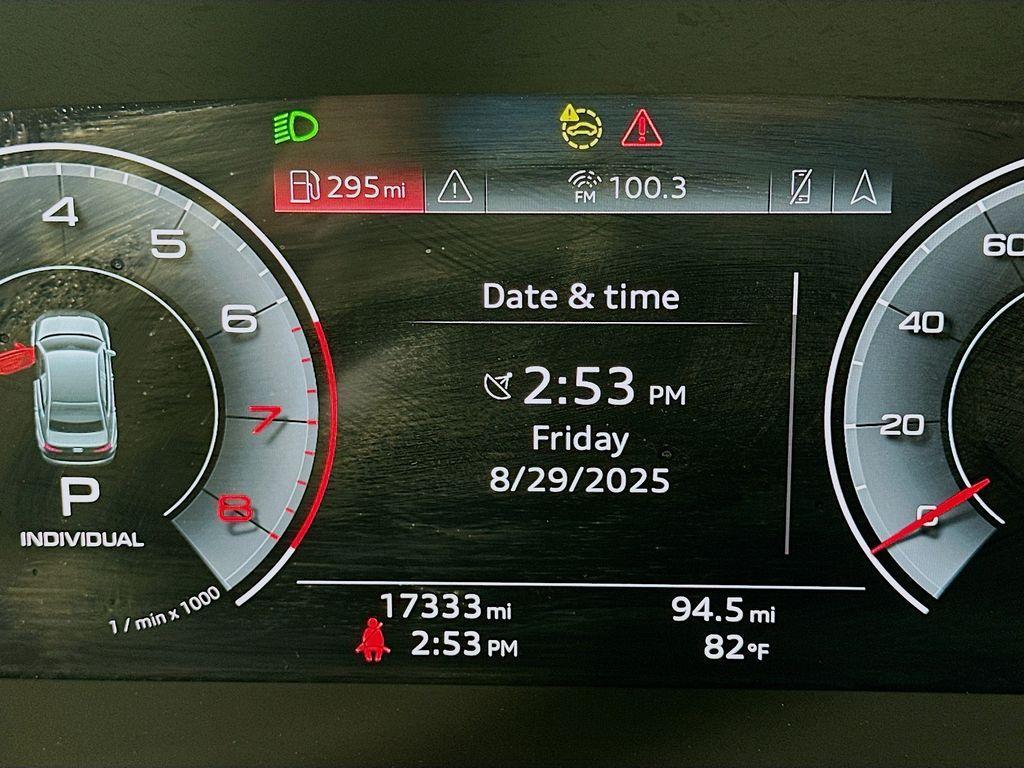 295 mi
FM 100.3
4
5
6
7
8
P
INDIVIDUAL
1 / min x 1000
Date & time
2:53 PM
Friday
8/29/2025
60
40
20
0
17333 mi
94.5 mi
2:53 PM
82°F